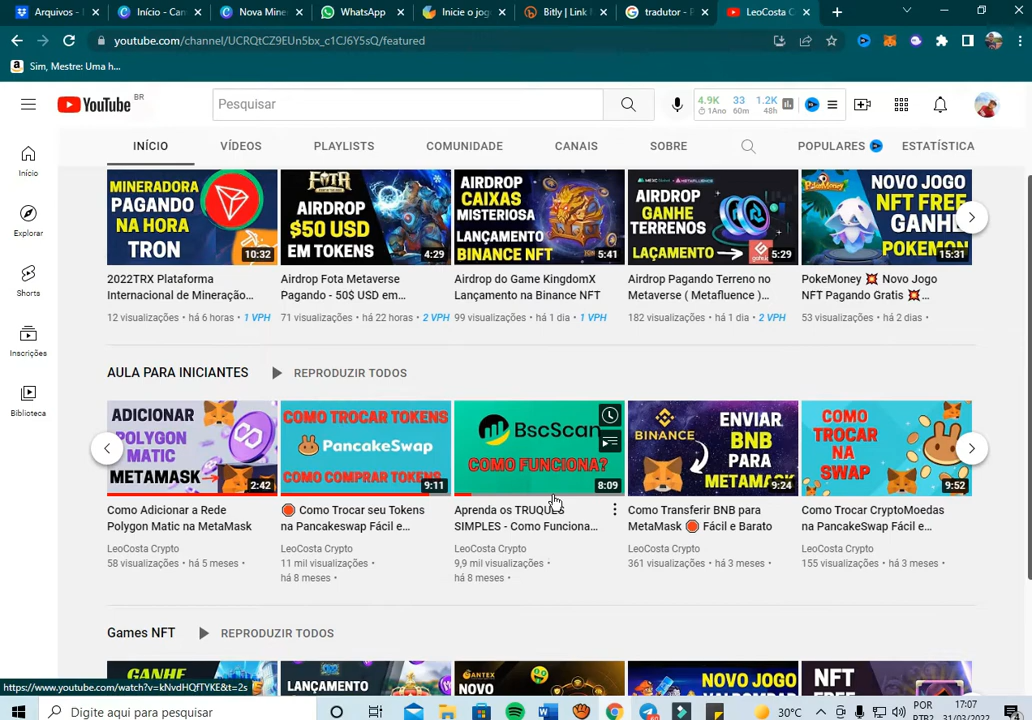 Arquivos -
Início - Can
Nova Mine
WhatsApp
Inicie o jog
Bitly | Link
tradutor - P
LeoCosta C
youtube.com/channel/UCRQtCZ9EUn5bx_c1CJ6Y5sQ/featured
Sim, Mestre: Uma h...
YouTube BR
Pesquisar
4.9K 33 1.2K
1Ano 60m 48h
Início
Explorar
Shorts
Inscrições
Biblioteca
INÍCIO VÍDEOS PLAYLISTS COMUNIDADE CANAIS SOBRE POPULARES ESTATÍSTICA
MINERADORA
PAGANDO
NA HORA
TRON
10:32
FOTA
AIRDROP
$50 USD
EM TOKENS
4:29
AIRDROP
CAIXAS
MISTERIOSA
LANÇAMENTO
BINANCE NFT
5:41
AIRDROP
GANHE
TERRENOS
LAÇAMENTO
5:29
PokeMoney
NOVO JOGO
NFT FREE
GANHE
POKEMON
15:31
2022TRX Plataforma
Internacional de Mineração...
12 visualizações • há 6 horas • 1 VPH
Airdrop Fota Metaverse
Pagando - 50$ USD em...
71 visualizações • há 22 horas • 2 VPH
Airdrop do Game KingdomX
Lançamento na Binance NFT
99 visualizações • há 1 dia • 1 VPH
Airdrop Pagando Terreno no
Metaverse ( Metafluence )...
182 visualizações • há 1 dia • 2 VPH
PokeMoney 💥 Novo Jogo
NFT Pagando Gratis 💥...
53 visualizações • há 2 dias •
AULA PARA INICIANTES REPRODUZIR TODOS
ADICIONAR
POLYGON
MATIC
METAMASK
2:42
COMO TROCAR TOKENS
PancakeSwap
COMO COMPRAR TOKENS
9:11
BscScan
COMO FUNCIONA?
8:09
BINANCE
ENVIAR
BNB
PARA
METAMASK
9:24
COMO
TROCAR
NA
SWAP
9:52
Como Adicionar a Rede
Polygon Matic na MetaMask
LeoCosta Crypto
58 visualizações • há 5 meses •
🔴 Como Trocar seu Tokens
na Pancakeswap Fácil e...
LeoCosta Crypto
11 mil visualizações •
há 8 meses •
Aprenda os TRUQUES
SIMPLES - Como Funciona...
LeoCosta Crypto
9,9 mil visualizações •
há 8 meses •
Como Transferir BNB para
MetaMask 🔴 Fácil e Barato
LeoCosta Crypto
361 visualizações • há 3 meses •
Como Trocar CryptoMoedas
na PancakeSwap Fácil e...
LeoCosta Crypto
155 visualizações • há 3 meses •
Games NFT REPRODUZIR TODOS
GANHE
LANÇAMENTO
NOVO
NOVO JOGO
NFT
https://www.youtube.com/watch?v=kNvdHQfTYKE&t=2s
Digite aqui para pesquisar
30°C
POR
PTB2
17:07
31/03/2022